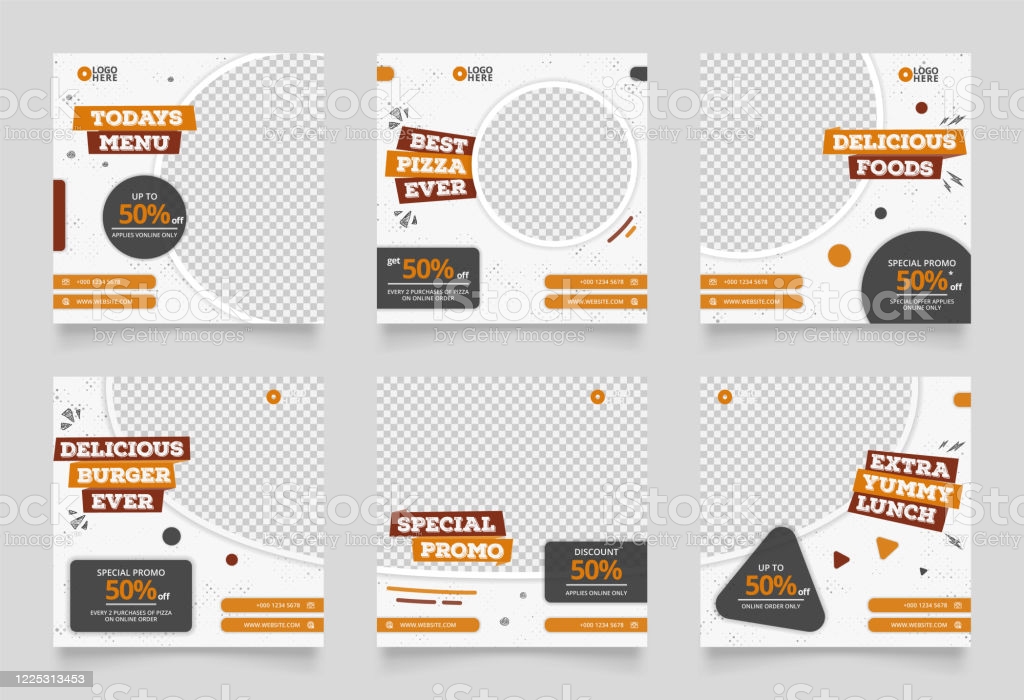 LOGO
HERE
TODAYS
MENU
UP TO
50% off
APPLIES VONLINE ONLY
+000 1234 5678
WWW.WEBSITE.COM
LOGO
HERE
BEST
PIZZA
EVER
get 50% off
EVERY 2 PURCHASES OF PIZZA
ON ONLINE ORDER
+000 1234 5678
WWW.WEBSITE.COM
LOGO
HERE
DELICIOUS
FOODS
SPECIAL PROMO
50% * off
SPECIAL OFFER APPLIES
ONLINE ONLY
+000 1234 5678
WWW.WEBSITE.COM
DELICIOUS
BURGER
EVER
SPECIAL PROMO
50% off
EVERY 2 PURCHASES OF PIZZA
ON ONLINE ORDER
+000 1234 5678
WWW.WEBSITE.COM
SPECIAL
PROMO
DISCOUNT
50%
APPLIES ONLINE ONLY
WWW.WEBSITE.COM
+000 1234 5678
EXTRA
YUMMY
LUNCH
UP TO
50% off
ONLINE ORDER ONLY
+000 1234 5678
WWW.WEBSITE.COM
iStock
by Getty Images™
1225313453